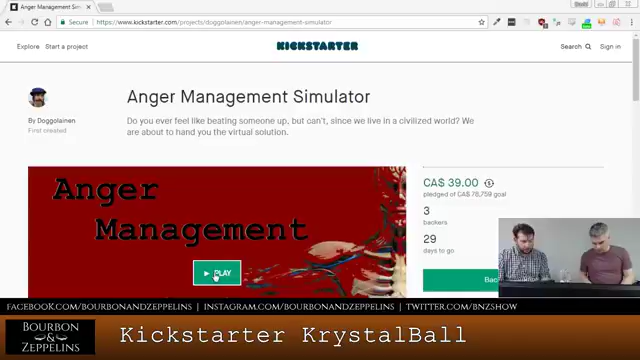 Anger Management Sim
Secure
https://www.kickstarter.com/projects/doggolainen/anger-management-simulator
Explore
Start a project
KICKSTARTER
Search
Sign in
Anger Management Simulator
Do you ever feel like beating someone up, but can't, since we live in a civilized world? We
are about to hand you the virtual solution.
By Doggolainen
First created
Anger
Management
PLAY
CA$ 39.00
pledged of CA$ 78,759 goal
3
backers
29
days to go
Bac
FACEBOOK.COM/BOURBONANDZEPPELINS | INSTAGRAM.COM/BOURBONANDZEPPELINS | TWITTER.COM/BNZSHOW
BOURBON
&
ZEPPELINS
Kickstarter KrystalBall